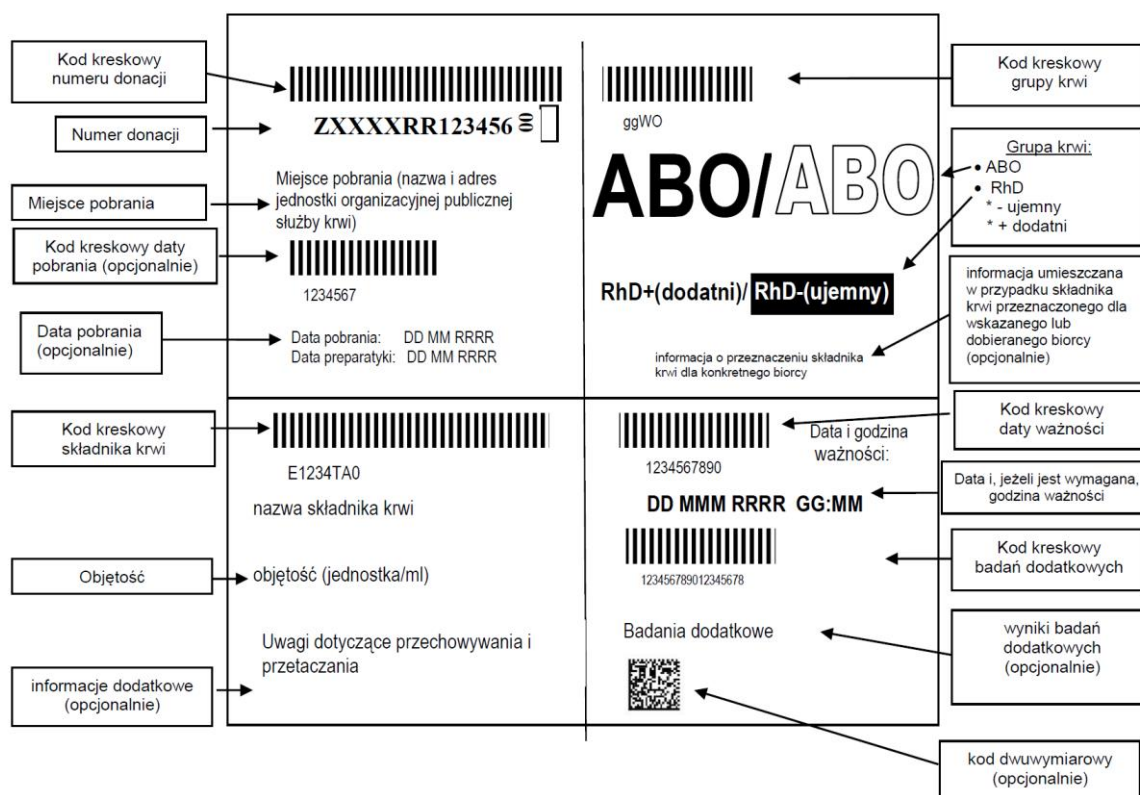 Kod kreskowy
numeru donacji
Numer donacji
Miejsce pobrania
Kod kreskowy daty
pobrania (opcjonalnie)
Data pobrania
(opcjonalnie)
Kod kreskowy
składnika krwi
Objętość
informacje dodatkowe
(opcjonalnie)
ZXXXXRR123456 00
Miejsce pobrania (nazwa i adres
jednostki organizacyjnej publicznej
służby krwi)
1234567
Data pobrania: DD MM RRRR
Data preparatyki: DD MM RRRR
ggWO
ABO/ABO
RhD+(dodatni)/ RhD-(ujemny)
informacja o przeznaczeniu składnika
krwi dla konkretnego biorcy
E1234TA0
nazwa składnika krwi
objętość (jednostka/ml)
Uwagi dotyczące przechowywania i
przetaczania
Data i godzina
ważności:
1234567890
DD MMM RRRR GG:MM
123456789012345678
Badania dodatkowe
Kod kreskowy
grupy krwi
Grupa krwi:
• ABO
• RhD
* - ujemny
* + dodatni
informacja umieszczana
w przypadku składnika
krwi przeznaczonego dla
wskazanego lub
dobieranego biorcy
(opcjonalnie)
Kod kreskowy
daty ważności
Data i, jeżeli jest wymagana,
godzina ważności
Kod kreskowy
badań dodatkowych
wyniki badań
dodatkowych
(opcjonalnie)
kod dwuwymiarowy
(opcjonalnie)